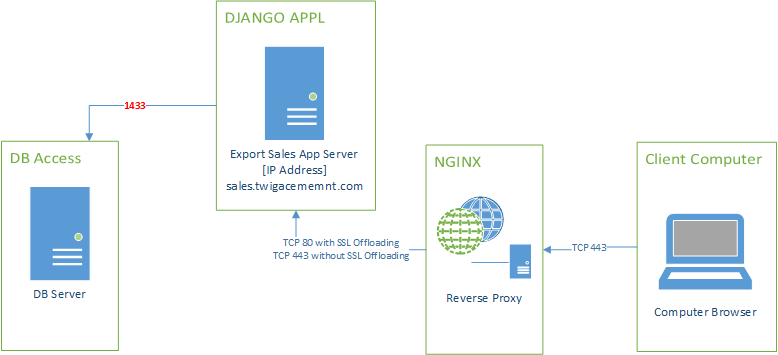 DJANGO APPL
1433
Export Sales App Server
[IP Address]
sales.twigacememnt.com
DB Access
DB Server
TCP 80 with SSL Offloading
TCP 443 without SSL Offloading
NGINX
Reverse Proxy
TCP 443
Client Computer
Computer Browser